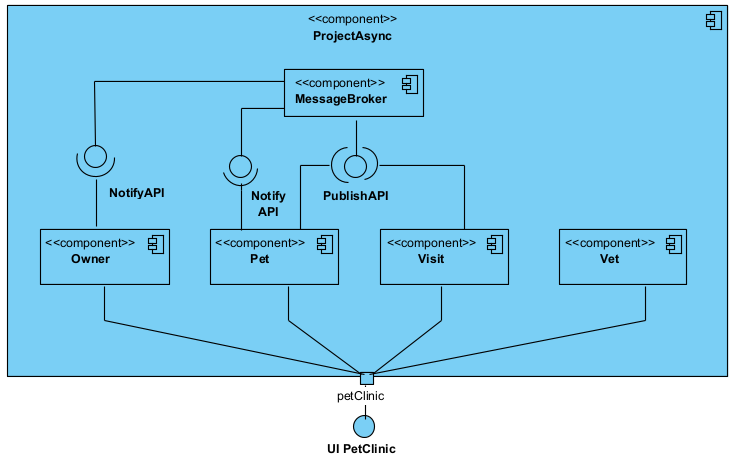 <<component>>
ProjectAsync
<<component>>
MessageBroker
NotifyAPI
Notify
API
PublishAPI
<<component>>
Owner
<<component>>
Pet
<<component>>
Visit
<<component>>
Vet
petClinic
UI PetClinic